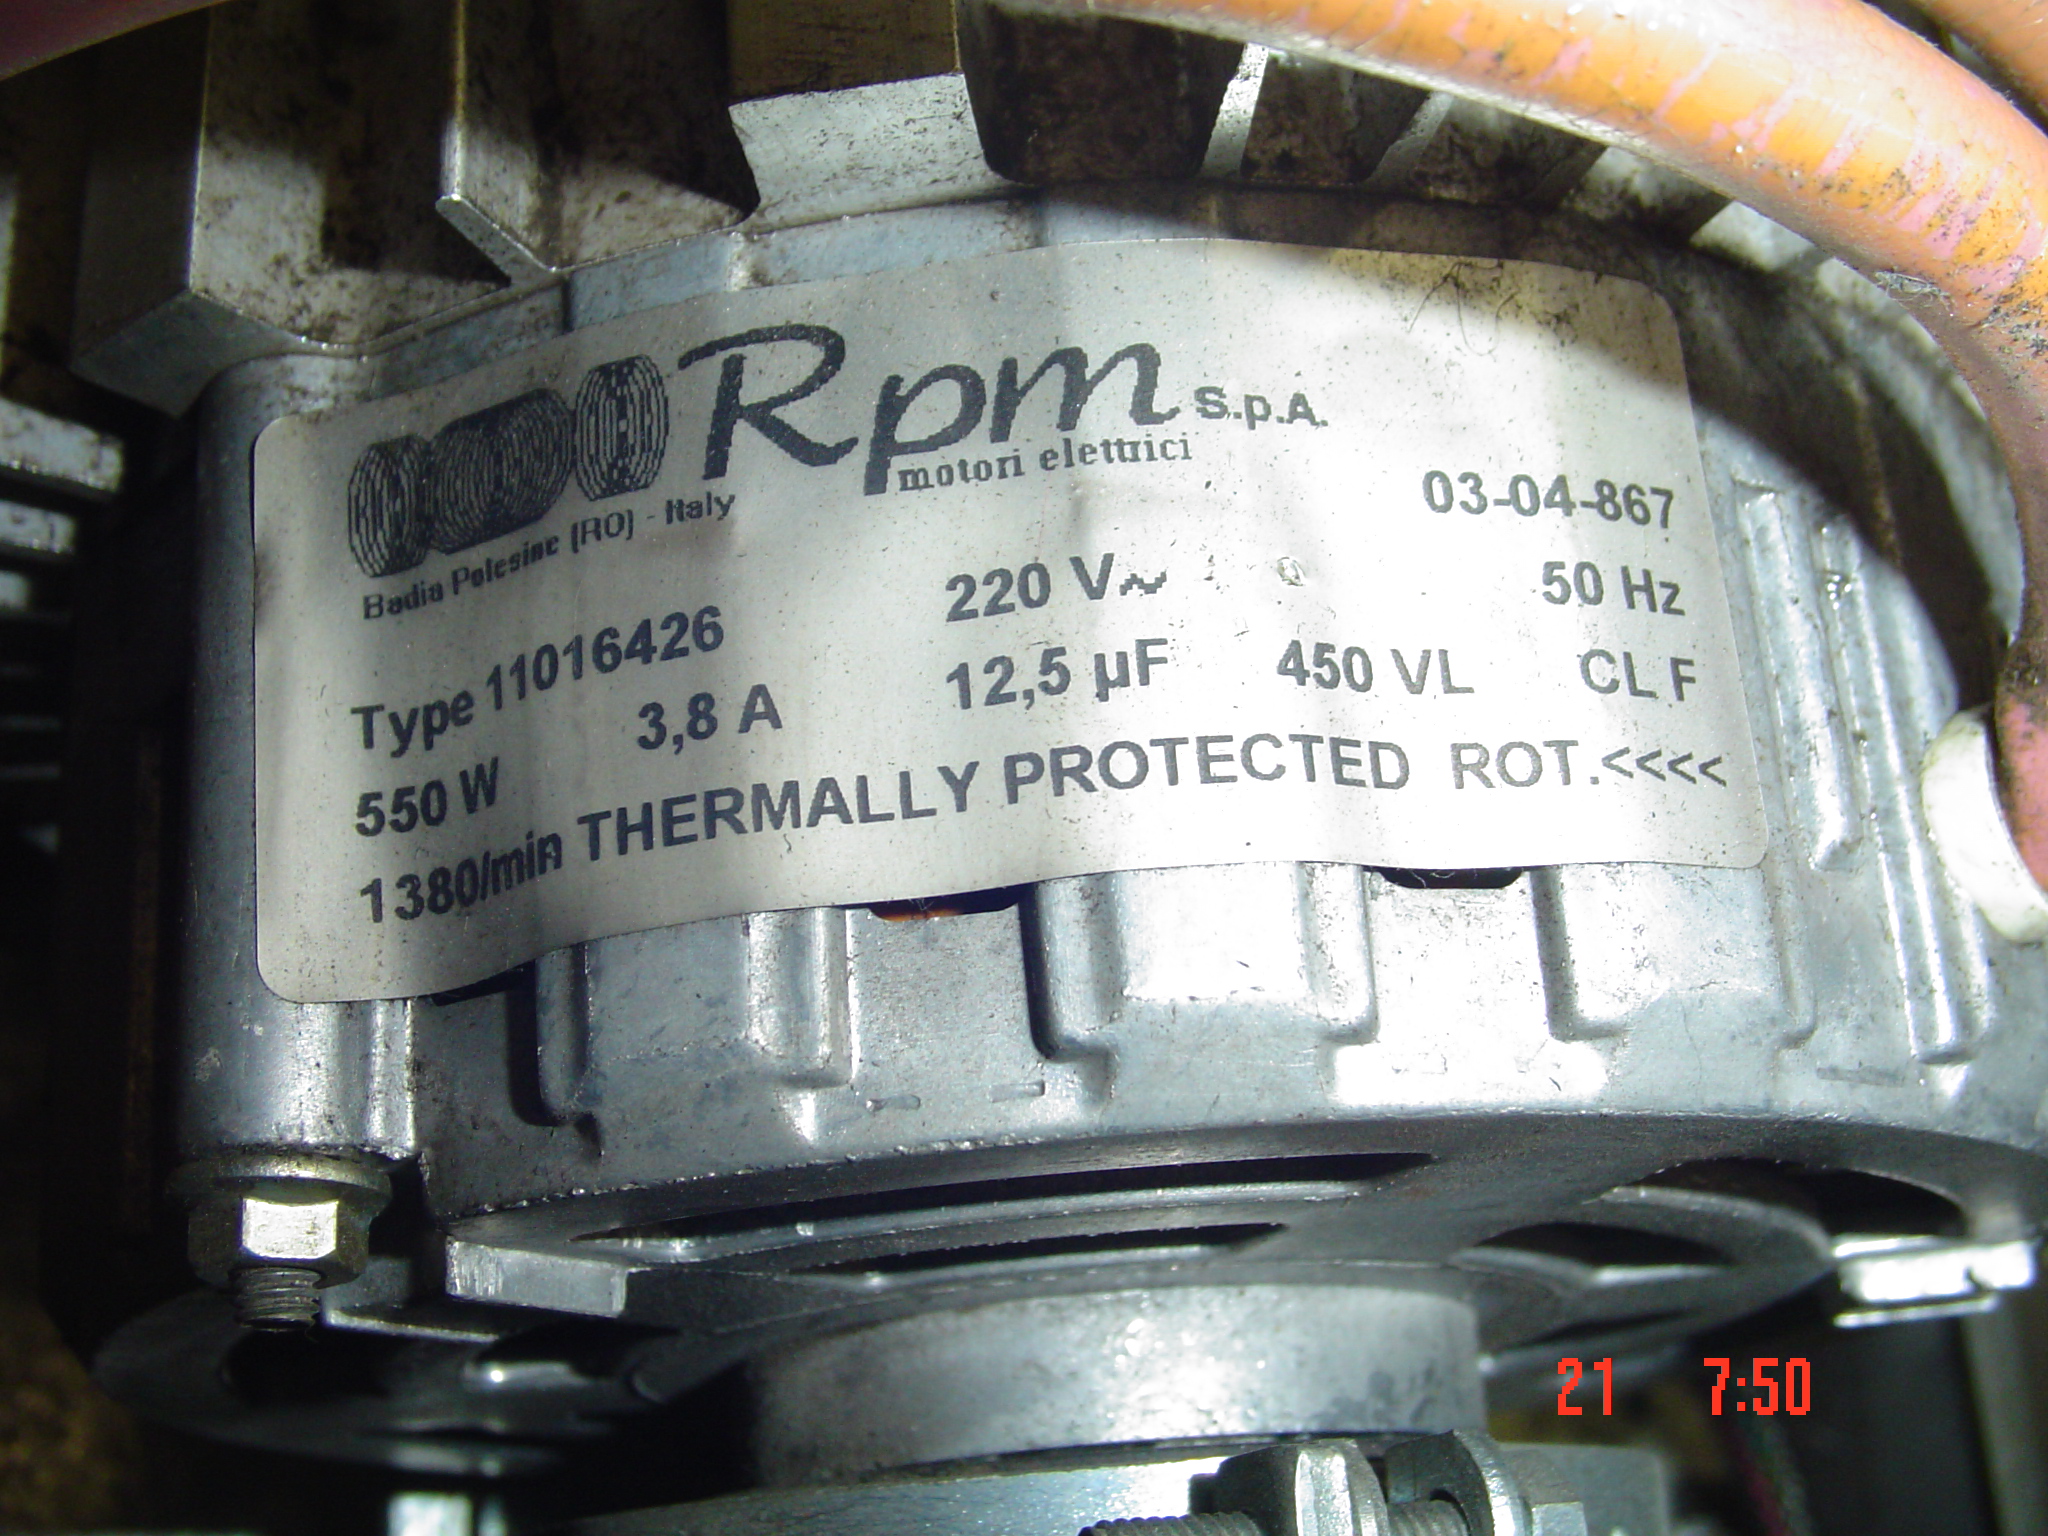 Rpm S.p.A.
motori elettrici
Badia Polesine (RO) - Italy
03-04-867
Type 11016426 220 V~ 50 Hz
550 W 3,8 A 12,5 µF 450 VL CL F
1380/min THERMALLY PROTECTED ROT.<<<<
21 7:50